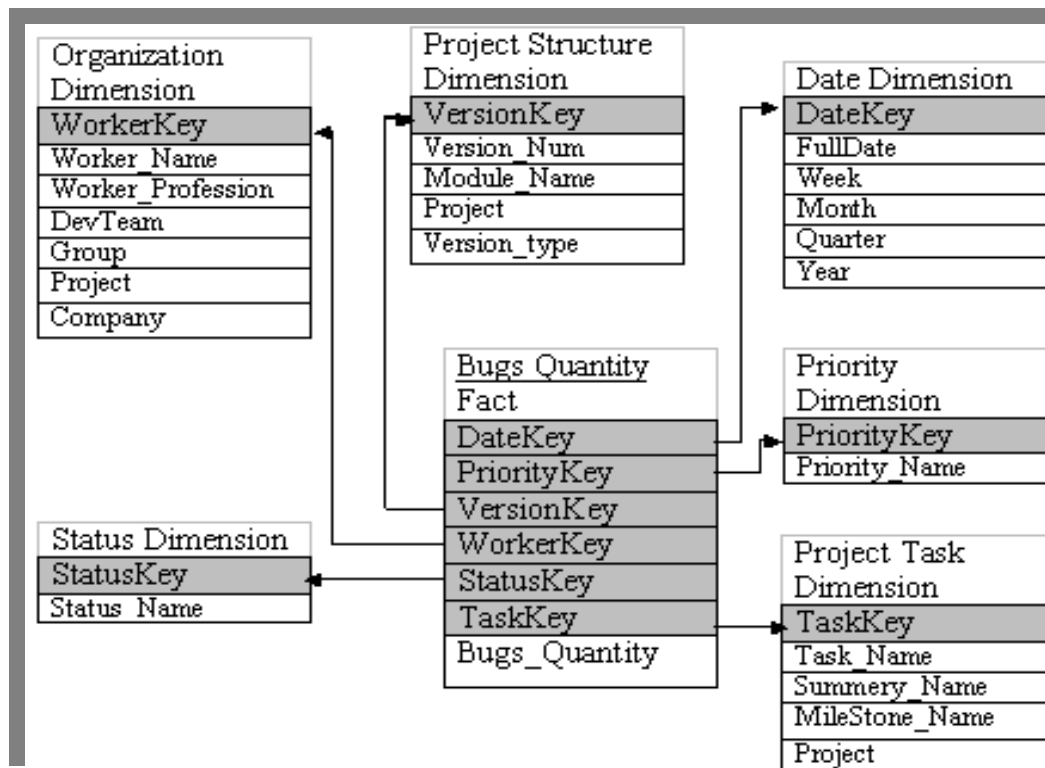 Organization
Dimension
WorkerKey
Worker_Name
Worker_Profession
DevTeam
Group
Project
Company
Project Structure
Dimension
VersionKey
Version_Num
Module_Name
Project
Version_type
Date Dimension
DateKey
FullDate
Week
Month
Quarter
Year
Bugs Quantity
Fact
DateKey
PriorityKey
VersionKey
WorkerKey
StatusKey
TaskKey
Bugs_Quantity
Priority
Dimension
PriorityKey
Priority_Name
Status Dimension
StatusKey
Status_Name
Project Task
Dimension
TaskKey
Task_Name
Summery_Name
MileStone_Name
Project